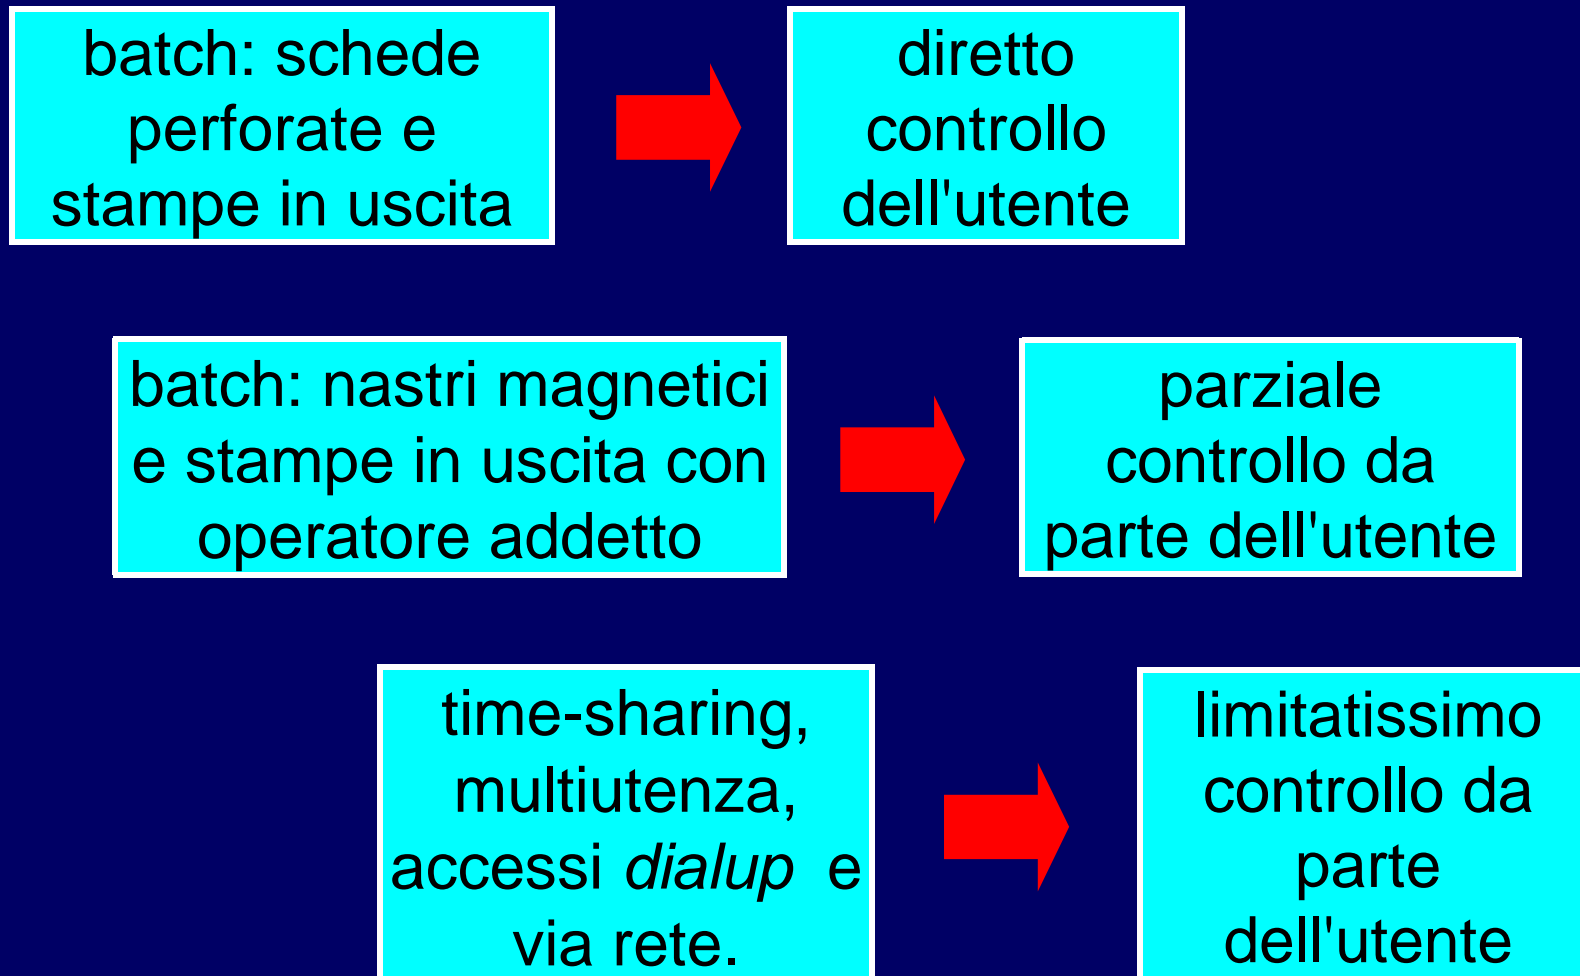 batch: schede
perforate e
stampe in uscita
diretto
controllo
dell'utente
batch: nastri magnetici
e stampe in uscita con
operatore addetto
parziale
controllo da
parte dell'utente
time-sharing,
multiutenza,
accessi dialup e
via rete.
limitatissimo
controllo da
parte
dell'utente